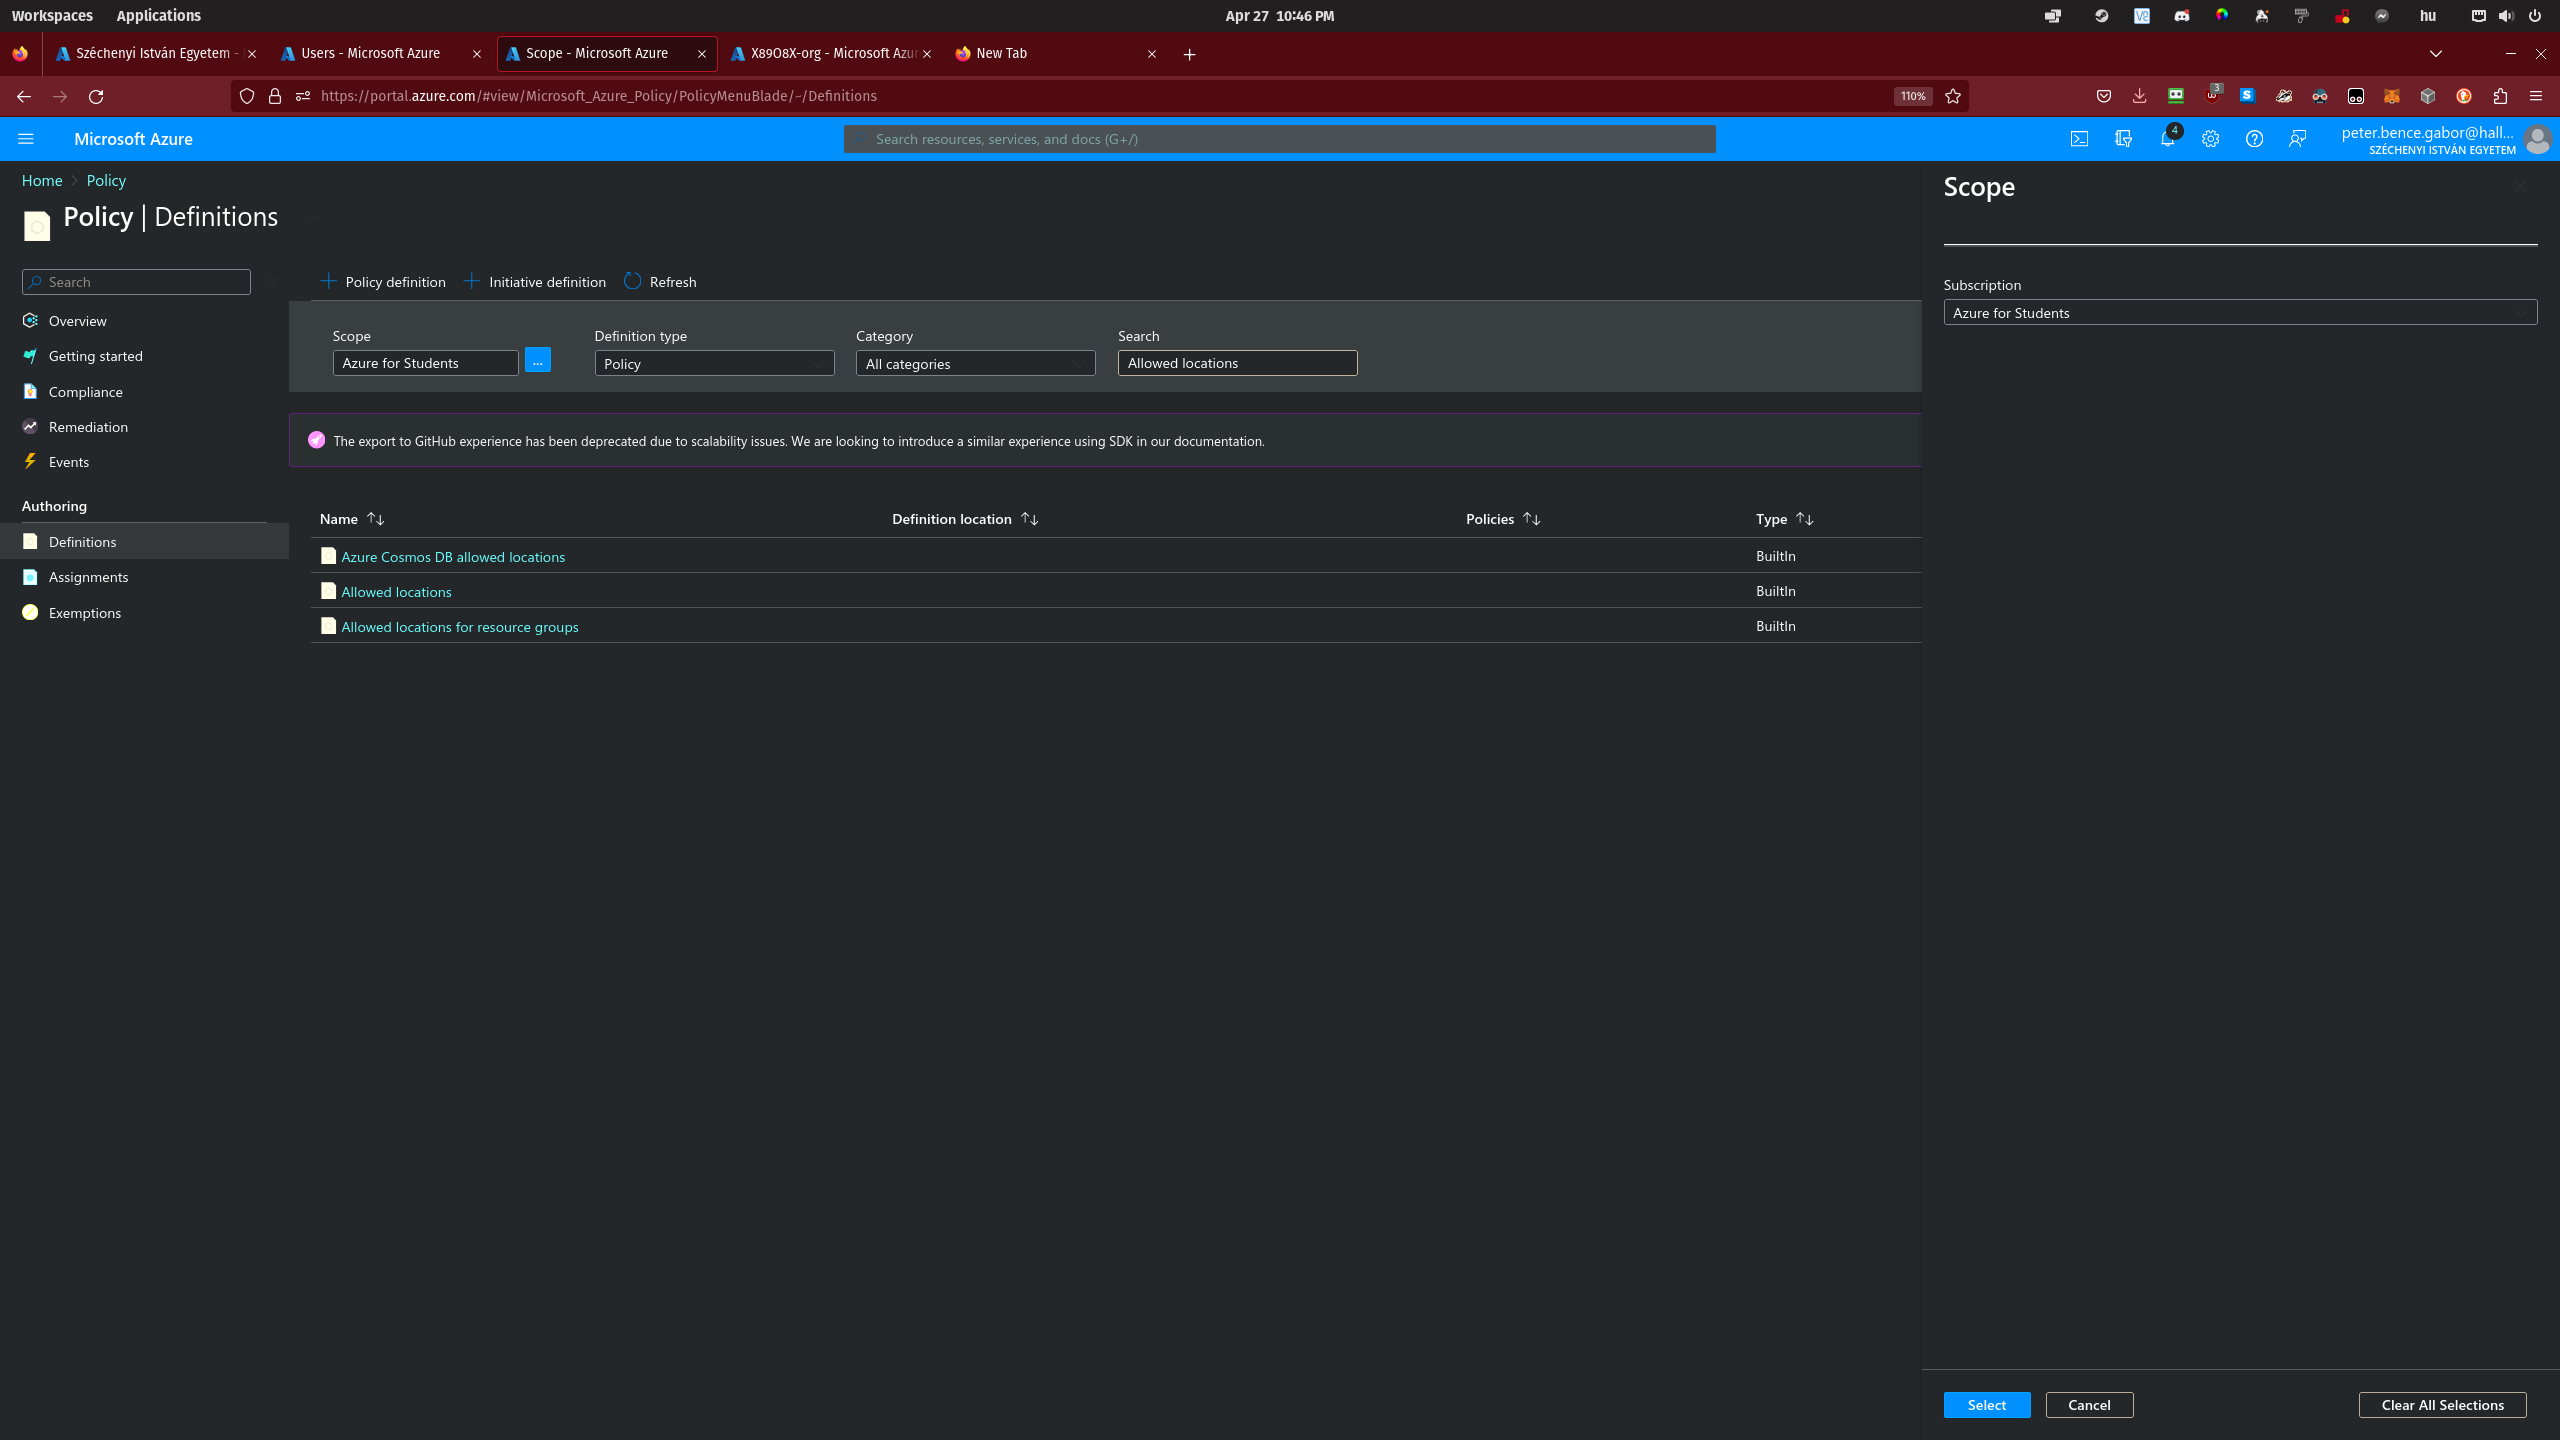 Workspaces Applications Apr 27 10:46 PM hu
Széchenyi István Egyetem - Users - Microsoft Azure Scope - Microsoft Azure X89O8X-org - Microsoft Azur New Tab
https://portal.azure.com/#view/Microsoft_Azure_Policy/PolicyMenuBlade/~/Definitions 110% 3
Microsoft Azure Search resources, services, and docs (G+/) 4 peter.bence.gabor@hall...
SZÉCHENYI ISTVÁN EGYETEM
Home Policy
Policy | Definitions
Search
Overview
Getting started
Compliance
Remediation
Events
Authoring
Definitions
Assignments
Exemptions
Policy definition Initiative definition Refresh
Scope Definition type Category Search
Azure for Students ... Policy All categories Allowed locations
The export to GitHub experience has been deprecated due to scalability issues. We are looking to introduce a similar experience using SDK in our documentation.
Name Definition location Policies Type
Azure Cosmos DB allowed locations BuiltIn
Allowed locations BuiltIn
Allowed locations for resource groups BuiltIn
Scope
Subscription
Azure for Students
Select Cancel Clear All Selections